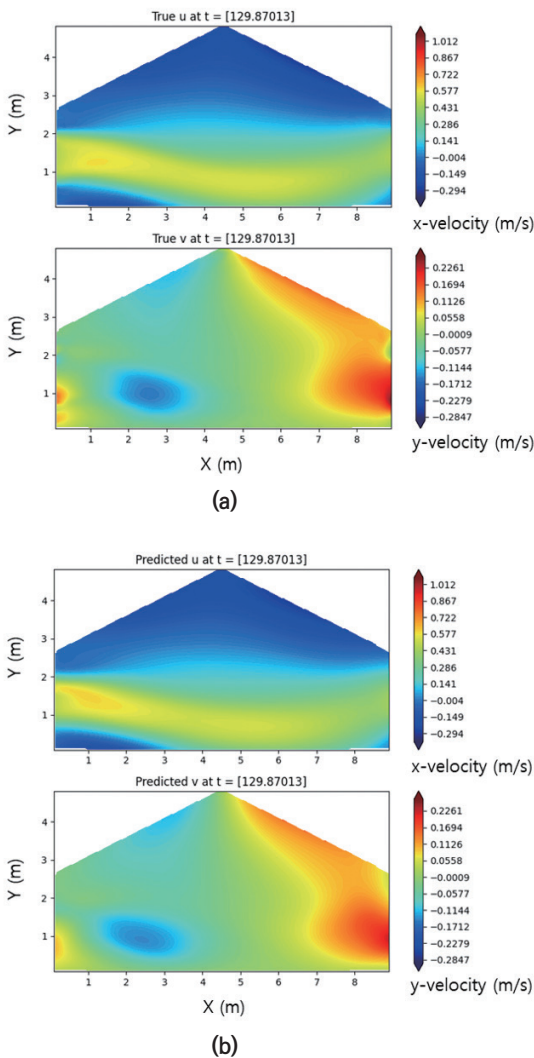 True u at t = [129.87013]
Y (m)
4
3
2
1
1 2 3 4 5 6 7 8
1.012
0.867
0.722
0.577
0.431
0.286
0.141
−0.004
−0.149
−0.294
x-velocity (m/s)
True v at t = [129.87013]
Y (m)
4
3
2
1
1 2 3 4 5 6 7 8
X (m)
0.2261
0.1694
0.1126
0.0558
−0.0009
−0.0577
−0.1144
−0.1712
−0.2279
−0.2847
y-velocity (m/s)
(a)
Predicted u at t = [129.87013]
Y (m)
4
3
2
1
1 2 3 4 5 6 7 8
1.012
0.867
0.722
0.577
0.431
0.286
0.141
−0.004
−0.149
−0.294
x-velocity (m/s)
Predicted v at t = [129.87013]
Y (m)
4
3
2
1
1 2 3 4 5 6 7 8
X (m)
0.2261
0.1694
0.1126
0.0558
−0.0009
−0.0577
−0.1144
−0.1712
−0.2279
−0.2847
y-velocity (m/s)
(b)